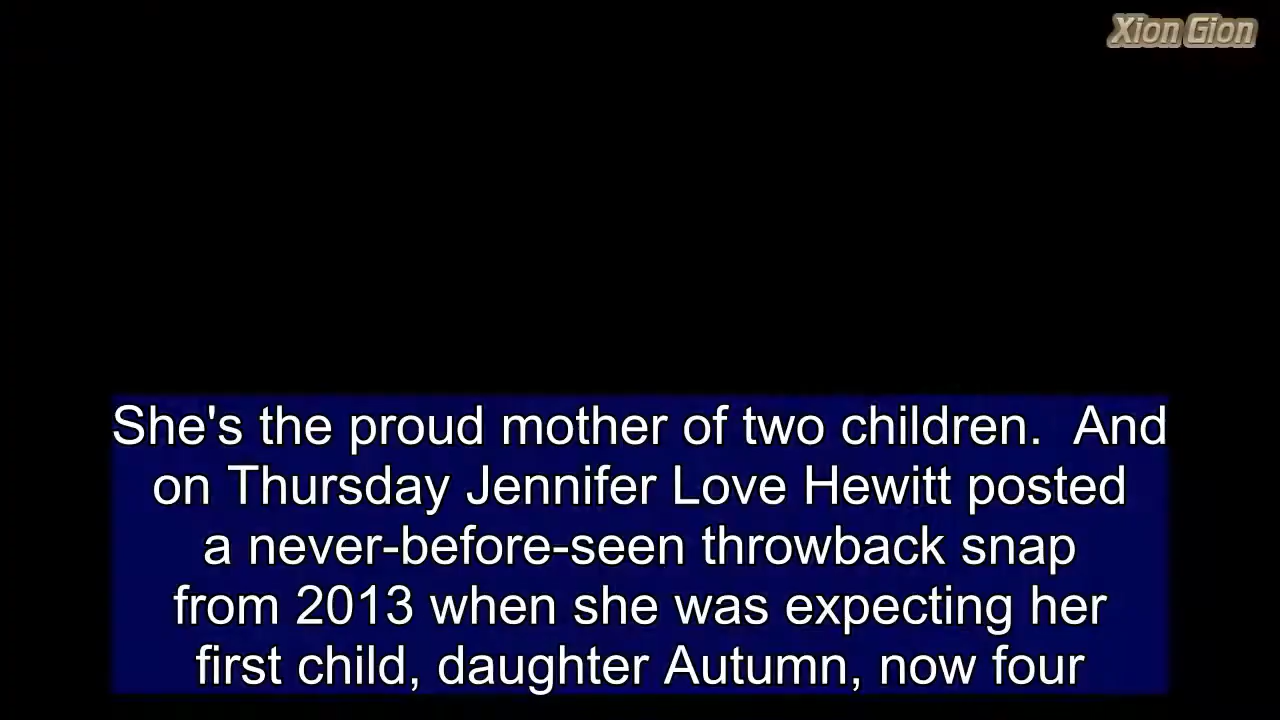 Xion Gion
She's the proud mother of two children.  And
on Thursday Jennifer Love Hewitt posted
a never-before-seen throwback snap
from 2013 when she was expecting her
first child, daughter Autumn, now four